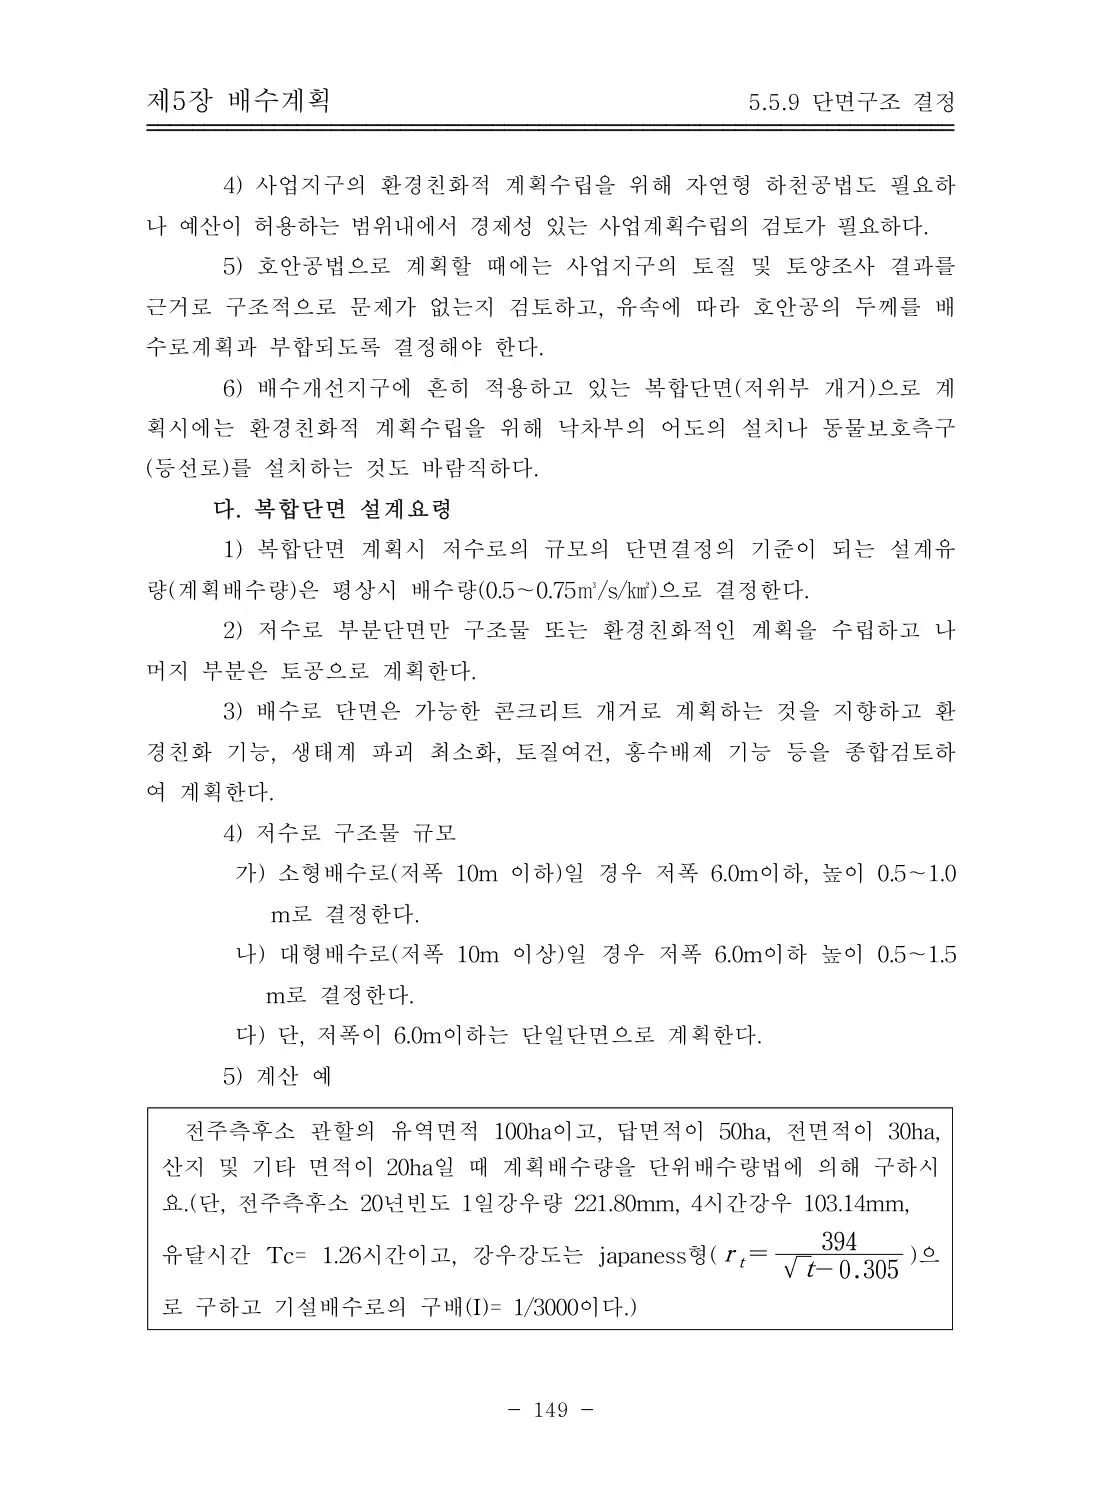 제5장 배수계획
5.5.9 단면구조 결정
4) 사업지구의 환경친화적 계획수립을 위해 자연형 하천공법도 필요하
나 예산이 허용하는 범위내에서 경제성 있는 사업계획수립의 검토가 필요하다.
5) 호안공법으로 계획할 때에는 사업지구의 토질 및 토양조사 결과를
근거로 구조적으로 문제가 없는지 검토하고, 유속에 따라 호안공의 두께를 배
수로계획과 부합되도록 결정해야 한다.
6) 배수개선지구에 흔히 적용하고 있는 복합단면(저위부 개거)으로 계
획시에는 환경친화적 계획수립을 위해 낙차부의 어도의 설치나 동물보호측구
(등선로)를 설치하는 것도 바람직하다.
다. 복합단면 설계요령
1) 복합단면 계획시 저수로의 규모의 단면결정의 기준이 되는 설계유
량(계획배수량)은 평상시 배수량(0.5～0.75㎥/s/㎢)으로 결정한다.
2) 저수로 부분단면만 구조물 또는 환경친화적인 계획을 수립하고 나
머지 부분은 토공으로 계획한다.
3) 배수로 단면은 가능한 콘크리트 개거로 계획하는 것을 지향하고 환
경친화 기능, 생태계 파괴 최소화, 토질여건, 홍수배제 기능 등을 종합검토하
여 계획한다.
4) 저수로 구조물 규모
가) 소형배수로(저폭 10m 이하)일 경우 저폭 6.0m이하, 높이 0.5～1.0
m로 결정한다.
나) 대형배수로(저폭 10m 이상)일 경우 저폭 6.0m이하 높이 0.5～1.5
m로 결정한다.
다) 단, 저폭이 6.0m이하는 단일단면으로 계획한다.
5) 계산 예
전주측후소 관할의 유역면적 100ha이고, 답면적이 50ha, 전면적이 30ha,
산지 및 기타 면적이 20ha일 때 계획배수량을 단위배수량법에 의해 구하시
요.(단, 전주측후소 20년빈도 1일강우량 221.80mm, 4시간강우 103.14mm,
유달시간 Tc= 1.26시간이고, 강우강도는 japaness형( r t = 394 / √t - 0.305 )으
로 구하고 기설배수로의 구배(I)= 1/3000이다.)
- 149 -